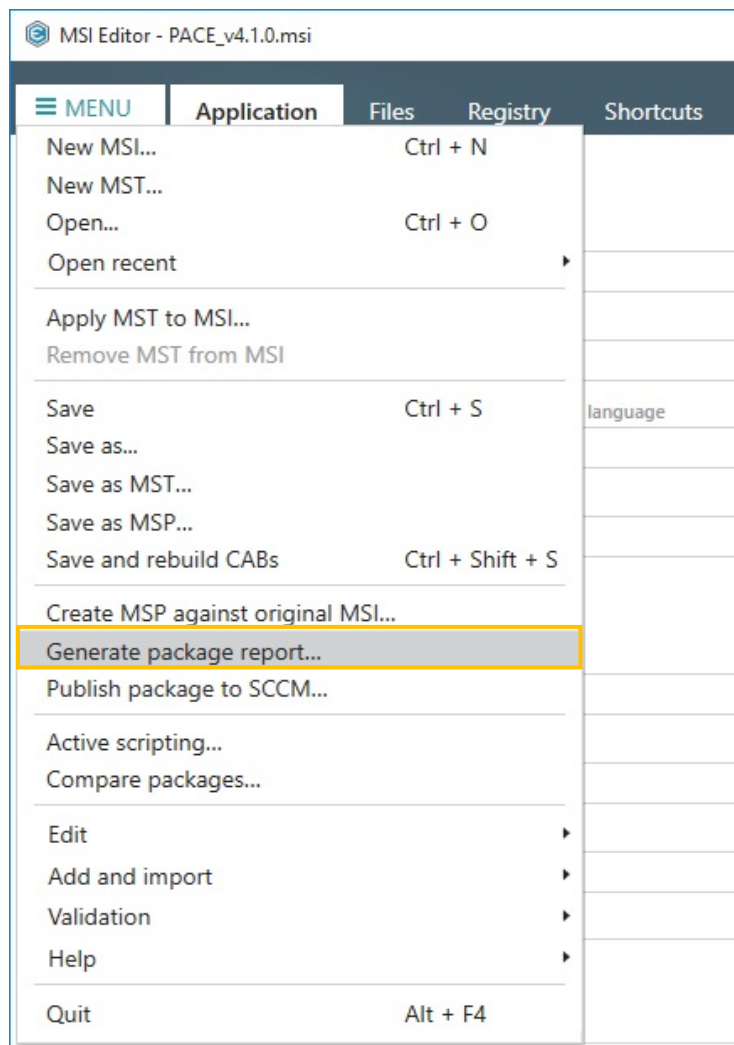 MSI Editor - PACE_v4.1.0.msi
MENU Application Files Registry Shortcuts
New MSI... Ctrl + N
New MST...
Open... Ctrl + O
Open recent
Apply MST to MSI...
Remove MST from MSI
Save Ctrl + S
language
Save as...
Save as MST...
Save as MSP...
Save and rebuild CABs Ctrl + Shift + S
Create MSP against original MSI...
Generate package report...
Publish package to SCCM...
Active scripting...
Compare packages...
Edit
Add and import
Validation
Help
Quit Alt + F4